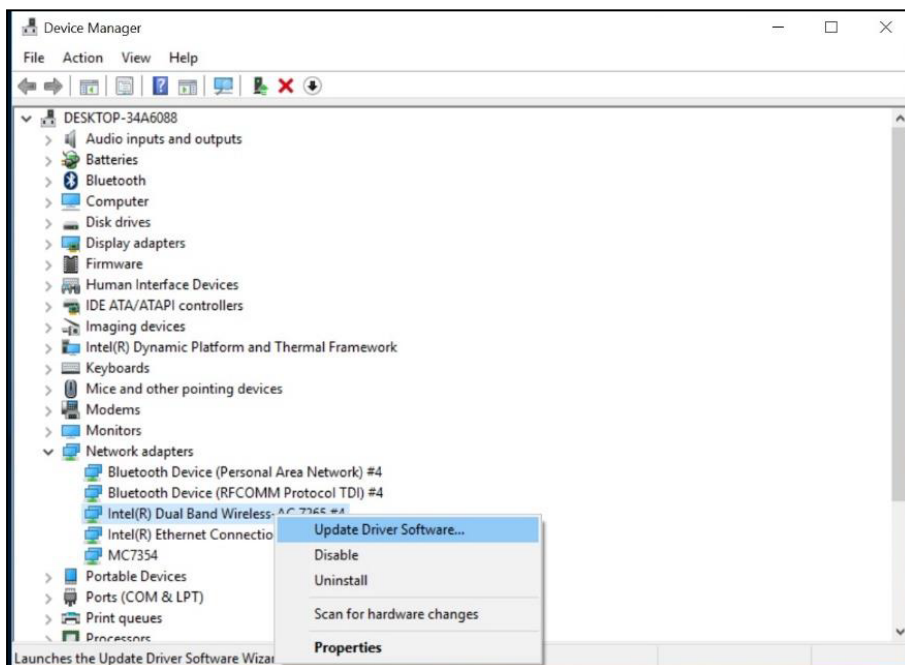 Device Manager
File Action View Help
DESKTOP-34A6088
Audio inputs and outputs
Batteries
Bluetooth
Computer
Disk drives
Display adapters
Firmware
Human Interface Devices
IDE ATA/ATAPI controllers
Imaging devices
Intel(R) Dynamic Platform and Thermal Framework
Keyboards
Mice and other pointing devices
Modems
Monitors
Network adapters
Bluetooth Device (Personal Area Network) #4
Bluetooth Device (RFCOMM Protocol TDI) #4
Intel(R) Dual Band Wireless-AC 7265 #4
Intel(R) Ethernet Connectio
MC7354
Portable Devices
Ports (COM & LPT)
Print queues
Processors
Update Driver Software...
Disable
Uninstall
Scan for hardware changes
Properties
Launches the Update Driver Software Wizar